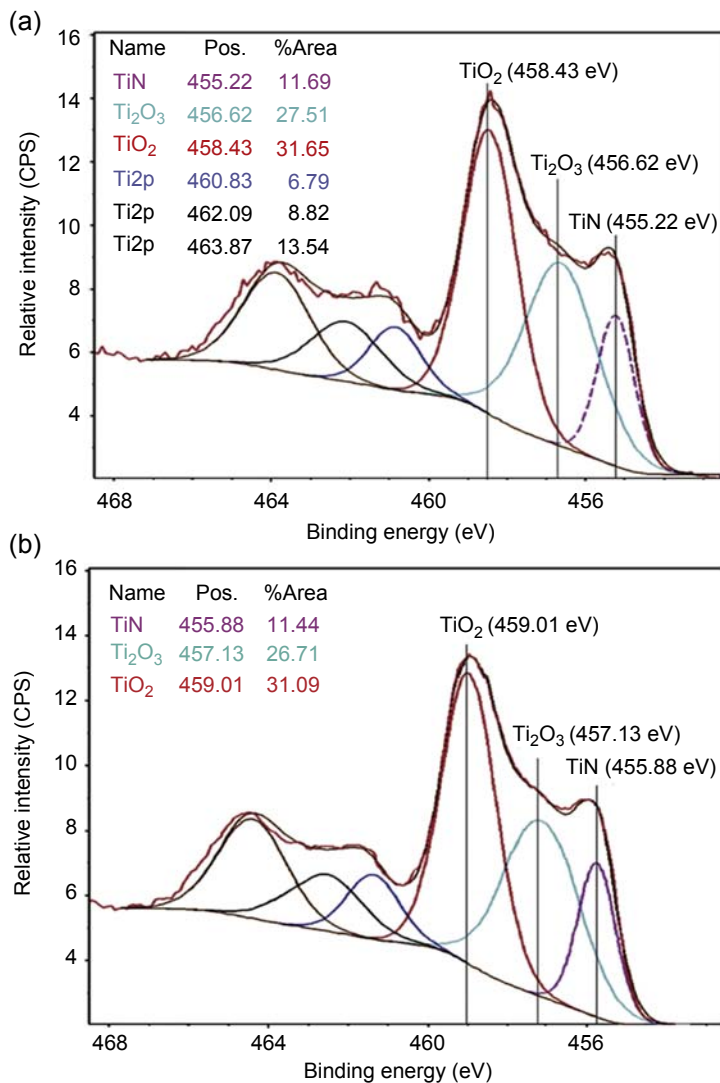 (a)
16
14
12
10
8
6
4
Relative intensity (CPS)
Name Pos. %Area
TiN 455.22 11.69
Ti₂O₃ 456.62 27.51
TiO₂ 458.43 31.65
Ti2p 460.83 6.79
Ti2p 462.09 8.82
Ti2p 463.87 13.54
TiO₂ (458.43 eV)
Ti₂O₃ (456.62 eV)
TiN (455.22 eV)
468 464 460 456
Binding energy (eV)
(b)
16
14
12
10
8
6
4
Relative intensity (CPS)
Name Pos. %Area
TiN 455.88 11.44
Ti₂O₃ 457.13 26.71
TiO₂ 459.01 31.09
TiO₂ (459.01 eV)
Ti₂O₃ (457.13 eV)
TiN (455.88 eV)
468 464 460 456
Binding energy (eV)